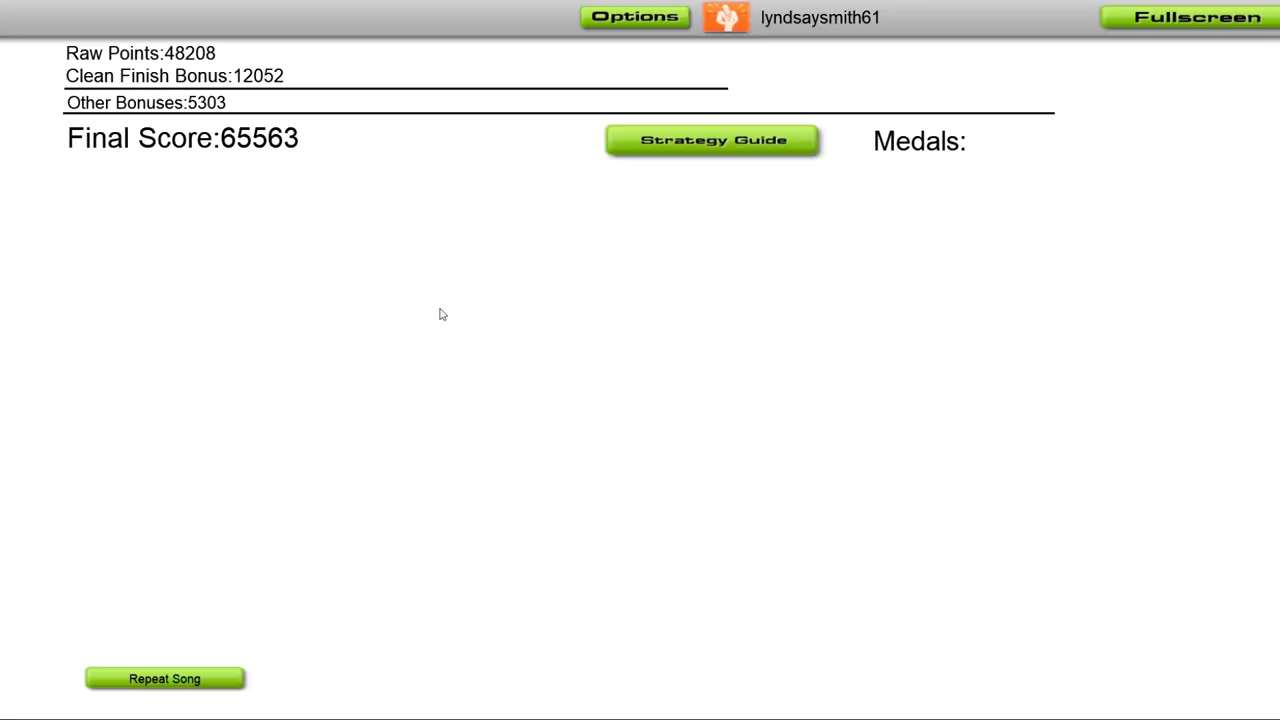 Options lyndsaysmith61 Fullscreen
Raw Points:48208
Clean Finish Bonus:12052
Other Bonuses:5303
Final Score:65563 Strategy Guide Medals:
Repeat Song